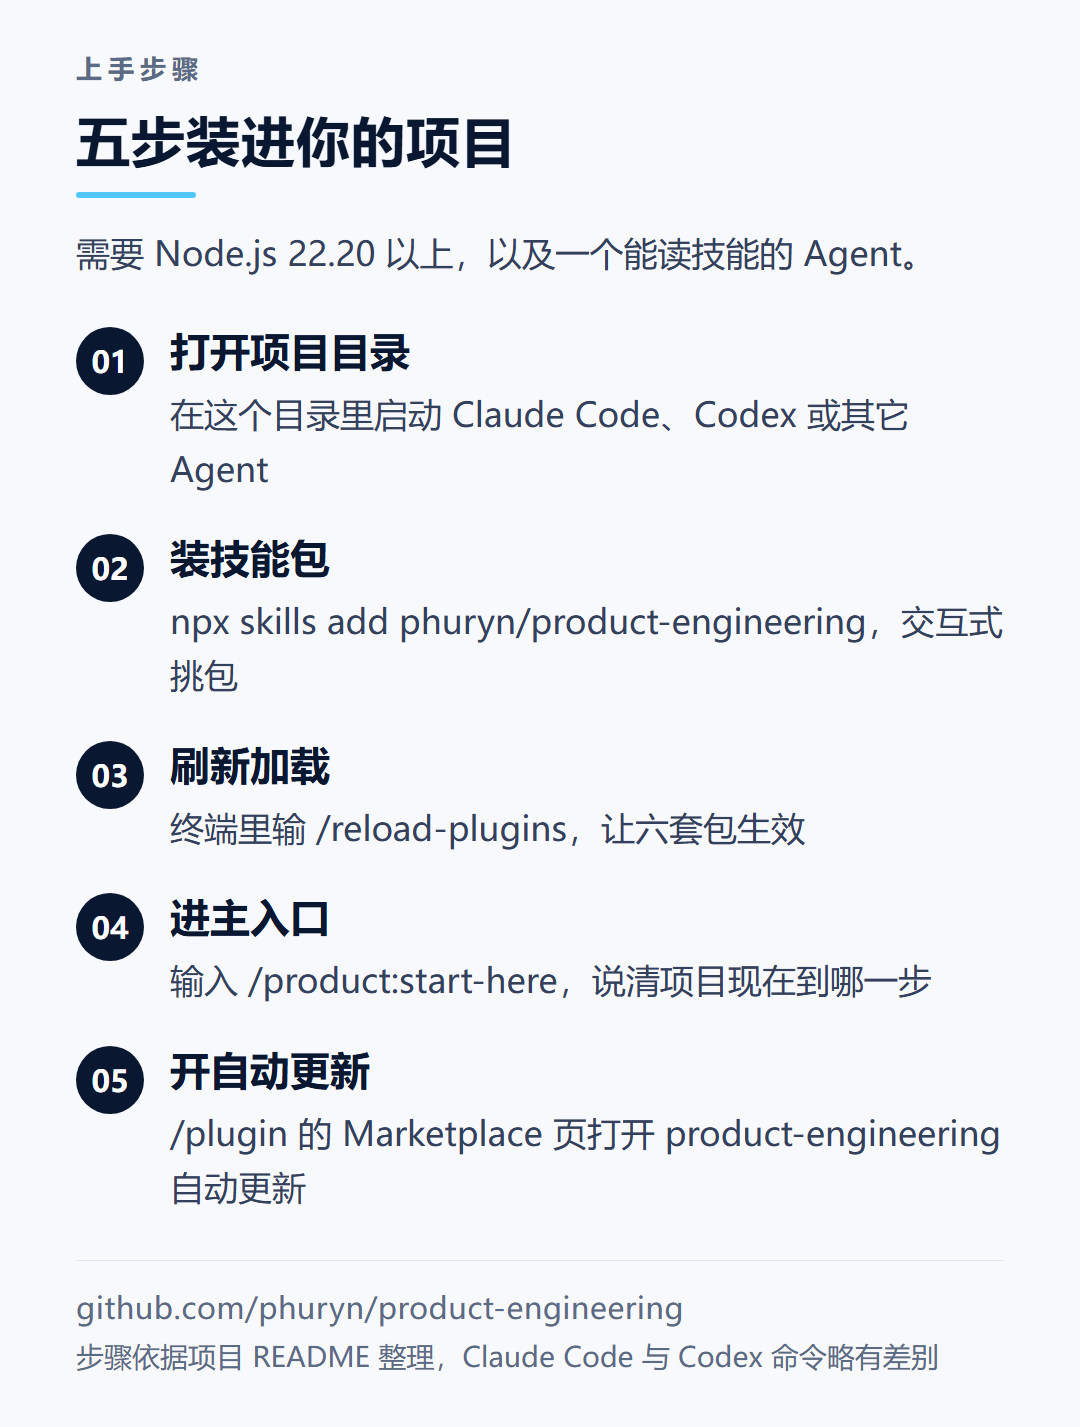 上手步骤
五步装进你的项目
需要 Node.js 22.20 以上，以及一个能读技能的 Agent。
01
打开项目目录
在这个目录里启动 Claude Code、Codex 或其它
Agent
02
装技能包
npx skills add phuryn/product-engineering，交互式
挑包
03
刷新加载
终端里输 /reload-plugins，让六套包生效
04
进主入口
输入 /product:start-here，说清项目现在到哪一步
05
开自动更新
/plugin 的 Marketplace 页打开 product-engineering
自动更新
github.com/phuryn/product-engineering
步骤依据项目 README 整理，Claude Code 与 Codex 命令略有差别